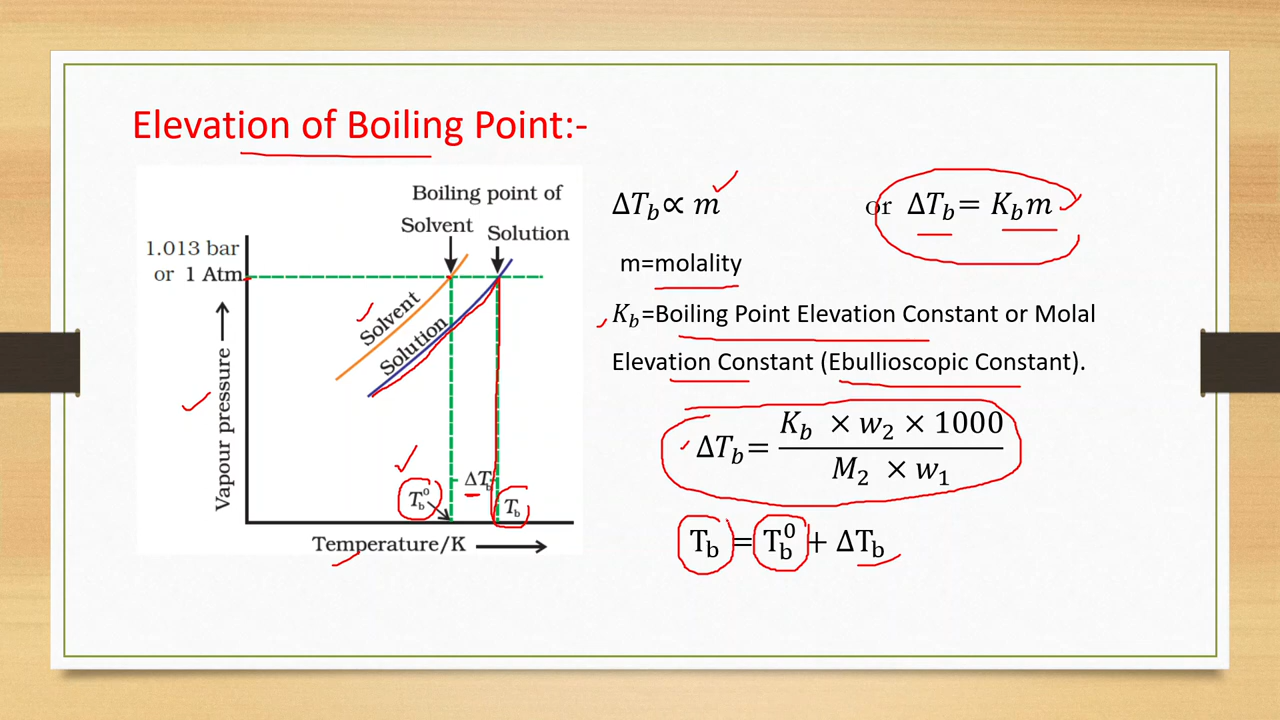 Elevation of Boiling Point:-
Boiling point of
Solvent Solution
1.013 bar
or 1 Atm
Solvent
Solution
Vapour pressure
ΔT_b
T_b^0
T_b
Temperature/K
ΔT_b ∝ m
or ΔT_b = K_b m
m=molality
K_b=Boiling Point Elevation Constant or Molal
Elevation Constant (Ebullioscopic Constant).
ΔT_b = (K_b × w_2 × 1000) / (M_2 × w_1)
T_b = T_b^0 + ΔT_b